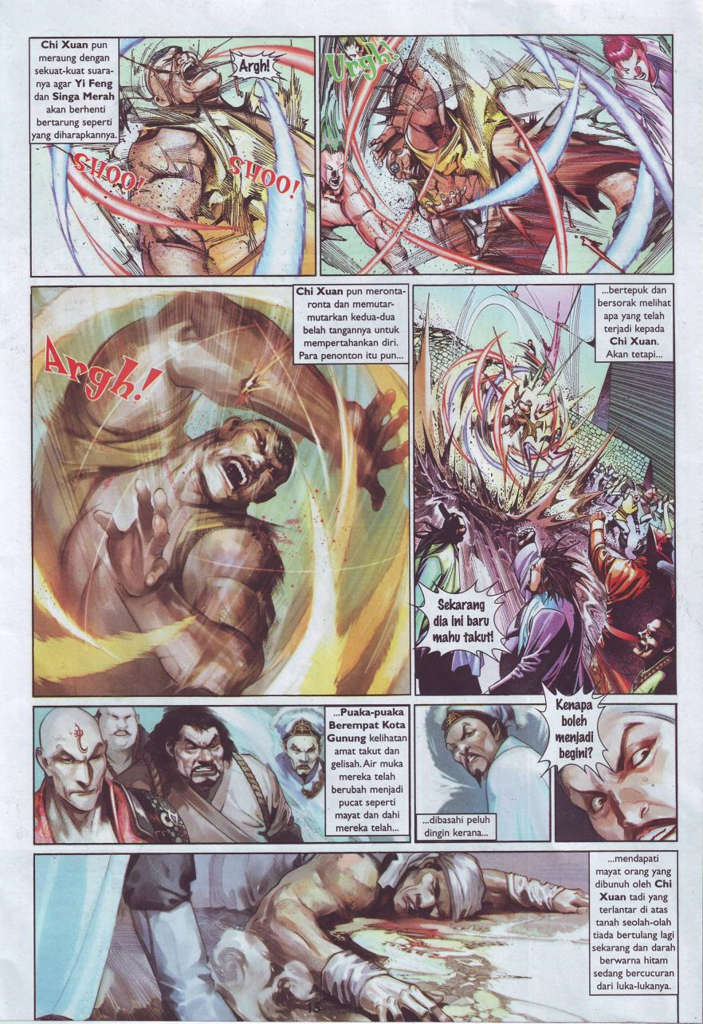 Chi Xuan pun
meraung dengan
sekuat-kuat suara-
nya agar Yi Feng
dan Singa Merah
akan berhenti
bertarung seperti
yang diharapkannya.
Argh!
SHOO!
SHOO!
Urgh!
Chi Xuan pun meronta-
ronta dan memutar-
mutarkan kedua-dua
belah tangannya untuk
mempertahankan diri.
Para penonton itu pun...
Argh!
...bertepuk dan
bersorak melihat
apa yang telah
terjadi kepada
Chi Xuan.
Akan tetapi...
Sekarang
dia ini baru
mahu takut!
...Puaka-puaka
Berempat Kota
Gunung kelihatan
amat takut dan
gelisah. Air muka
mereka telah
berubah menjadi
pucat seperti
mayat dan dahi
mereka telah...
...dibasahi peluh
dingin kerana...
Kenapa
boleh
menjadi
begini?
...mendapati
mayat orang yang
dibunuh oleh Chi
Xuan tadi yang
terlantar di atas
tanah seolah-olah
tiada bertulang lagi
sekarang dan darah
berwarna hitam
sedang bercucuran
dari luka-lukanya.